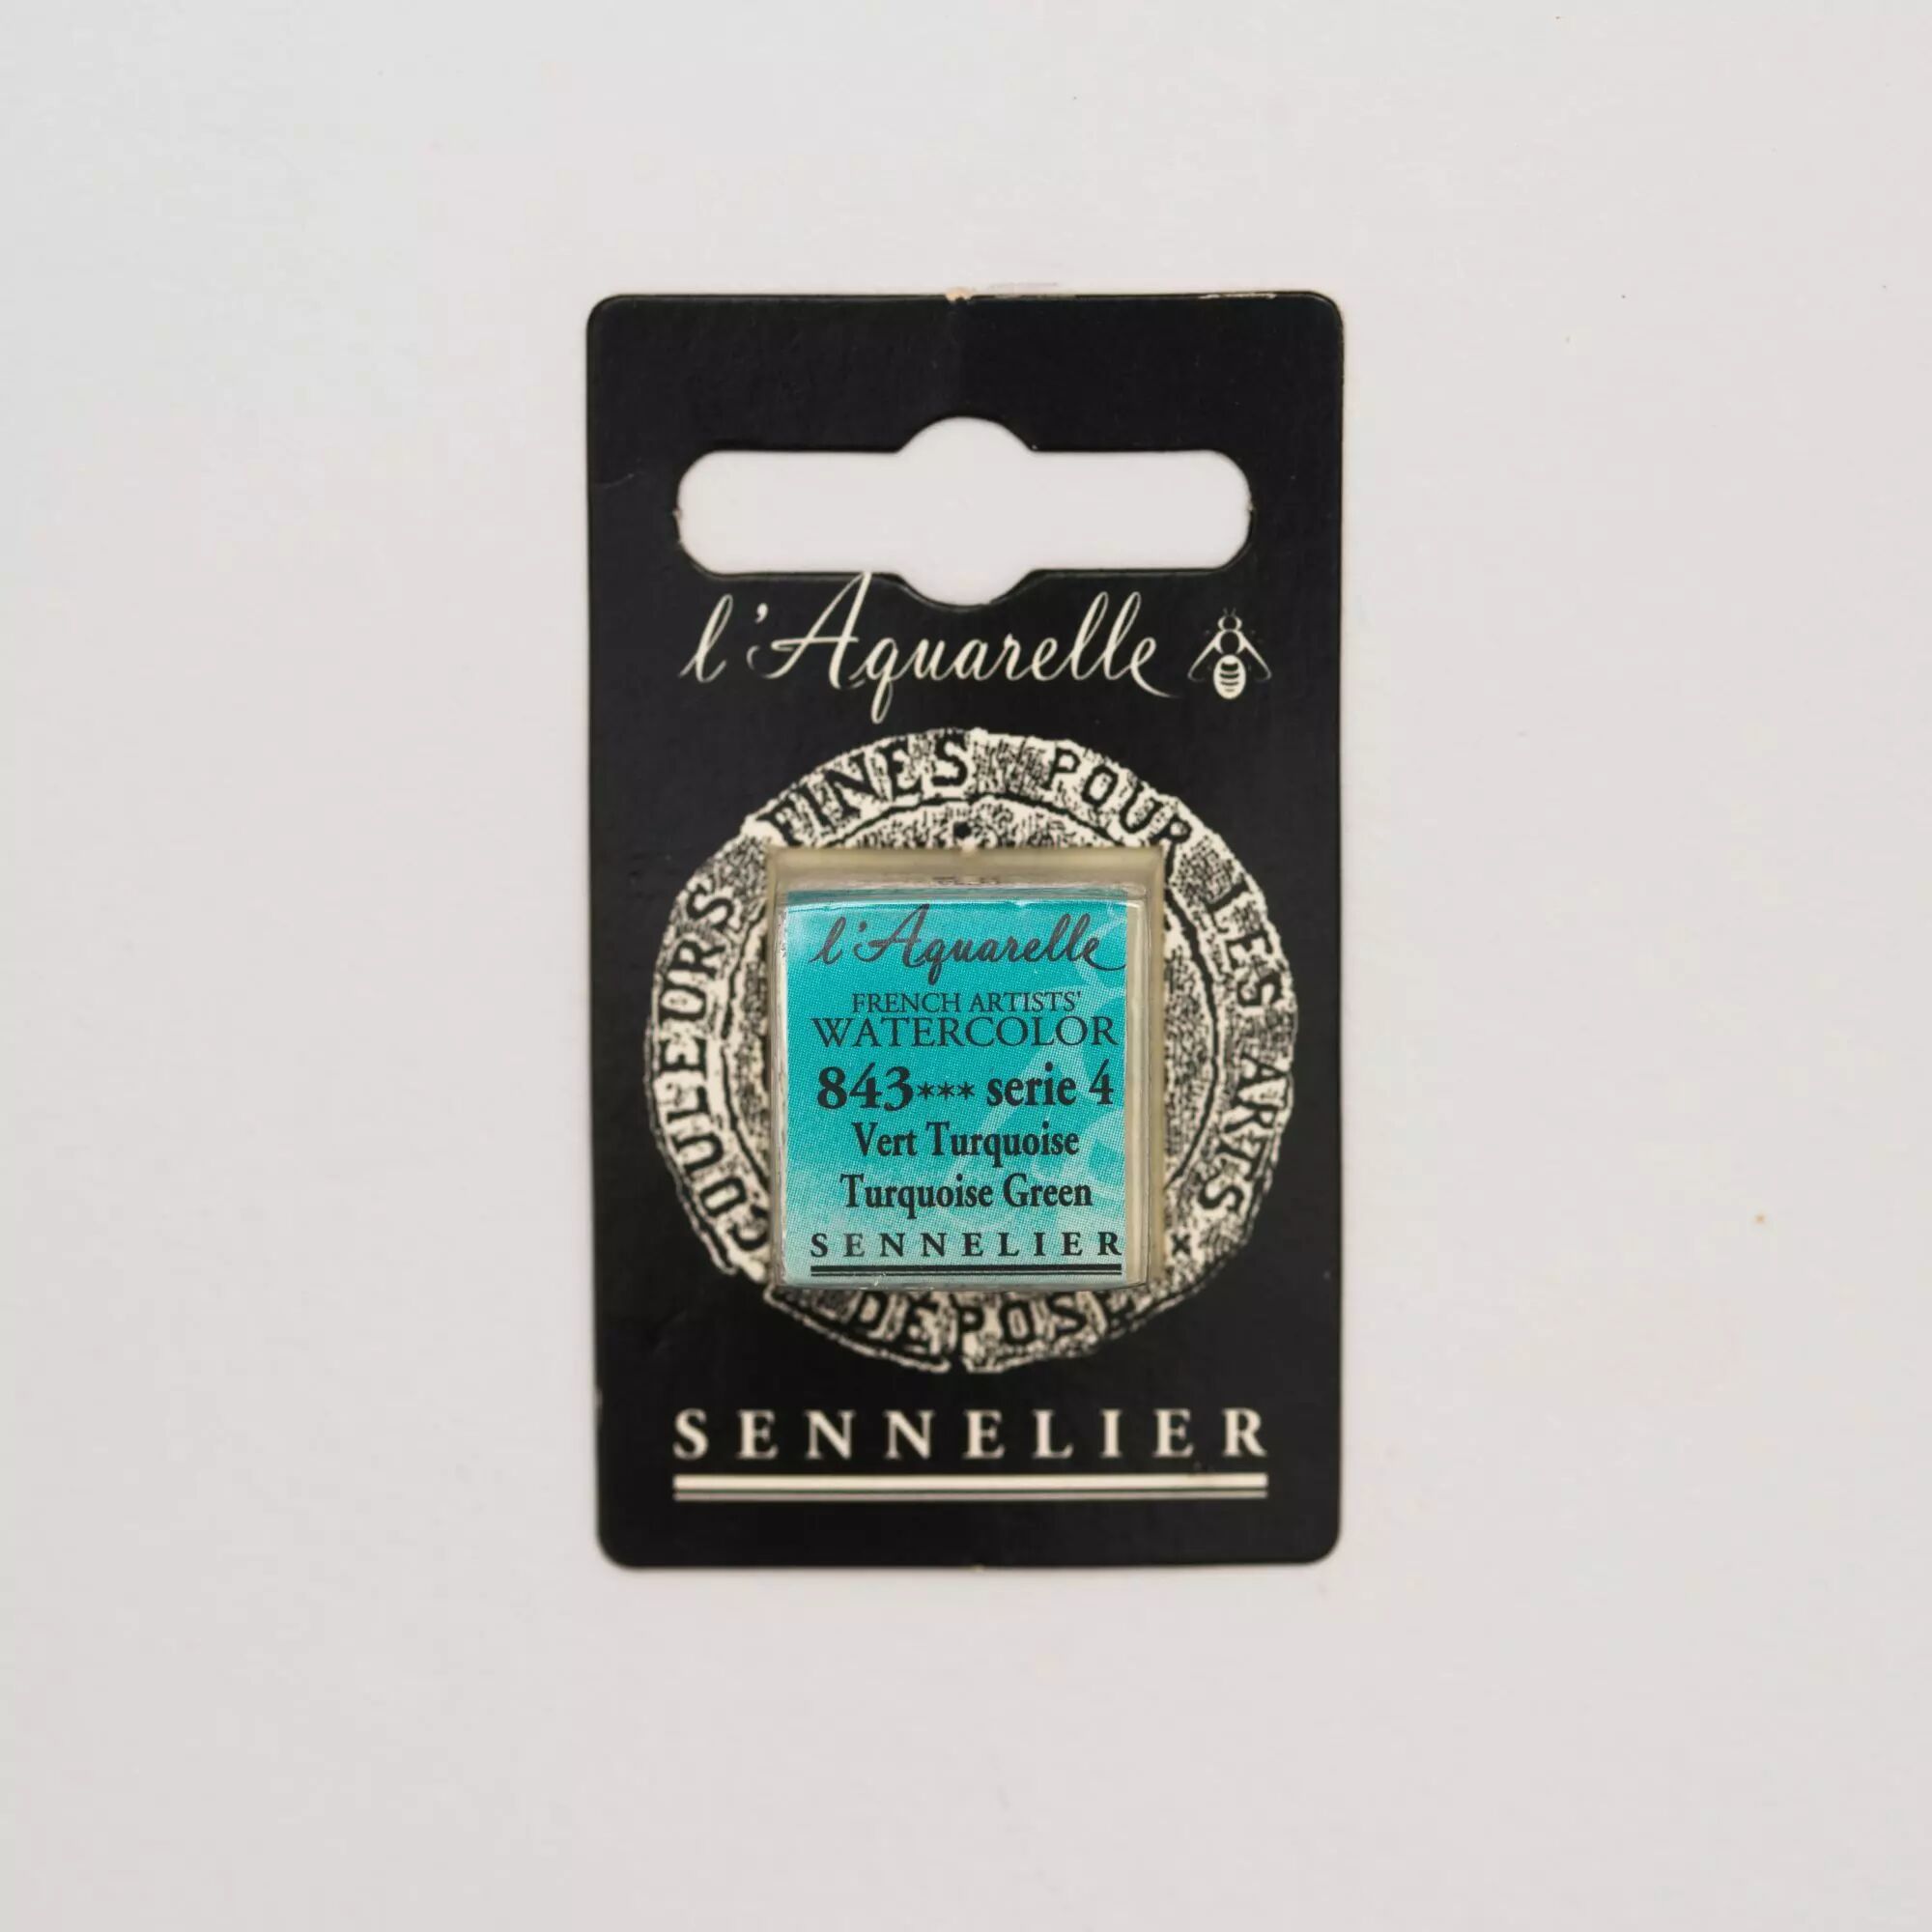 l'Aquarelle
COULEURS FINES POUR LES ARTS
DÉPOSÉ
l'Aquarelle
FRENCH ARTISTS'
WATERCOLOR
843*** serie 4
Vert Turquoise
Turquoise Green
SENNELIER
SENNELIER